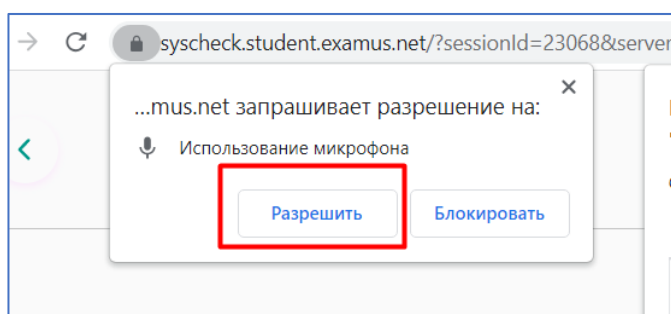 syscheck.student.examus.net/?sessionId=23068&server
...mus.net запрашивает разрешение на:
Использование микрофона
Разрешить
Блокировать